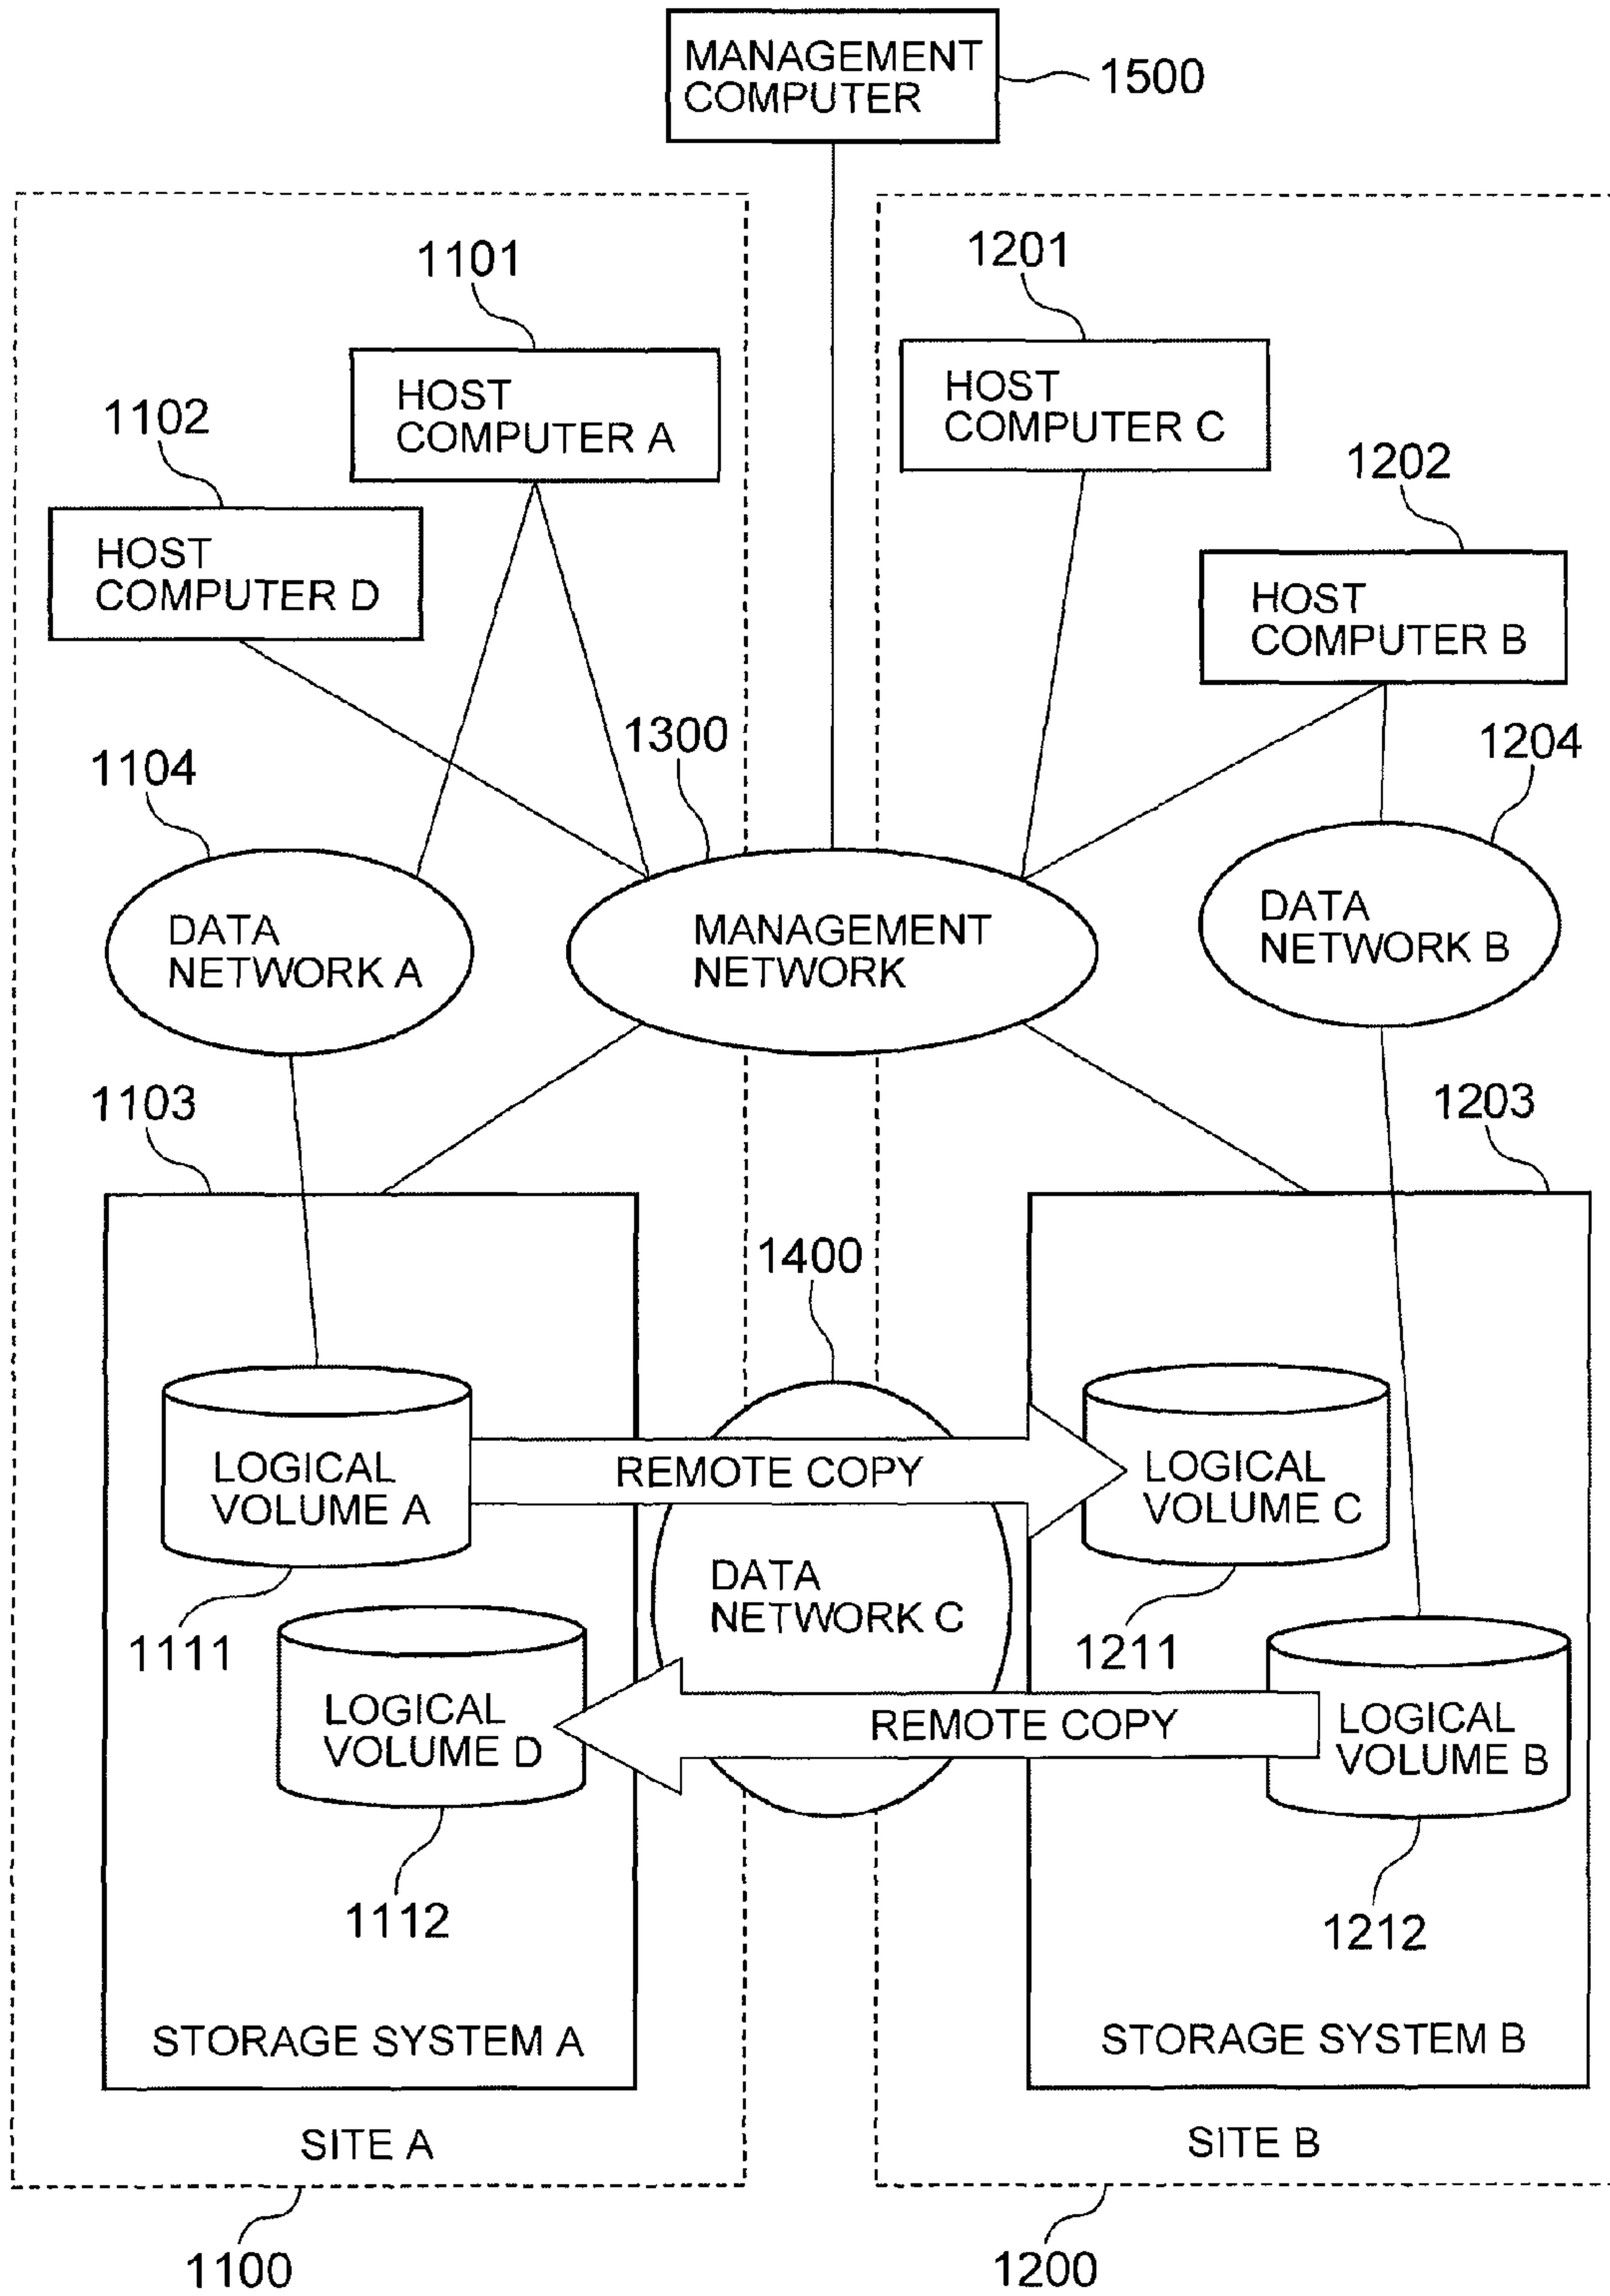 MANAGEMENT
COMPUTER
1500
1101
1201
HOST
COMPUTER A
HOST
COMPUTER C
1102
1202
HOST
COMPUTER D
HOST
COMPUTER B
1300
1104
1204
DATA
NETWORK A
MANAGEMENT
NETWORK
DATA
NETWORK B
1103
1203
1400
LOGICAL
VOLUME A
REMOTE COPY
LOGICAL
VOLUME C
DATA
NETWORK C
1111
1211
LOGICAL
VOLUME D
REMOTE COPY
LOGICAL
VOLUME B
1112
1212
STORAGE SYSTEM A
STORAGE SYSTEM B
SITE A
SITE B
1100
1200